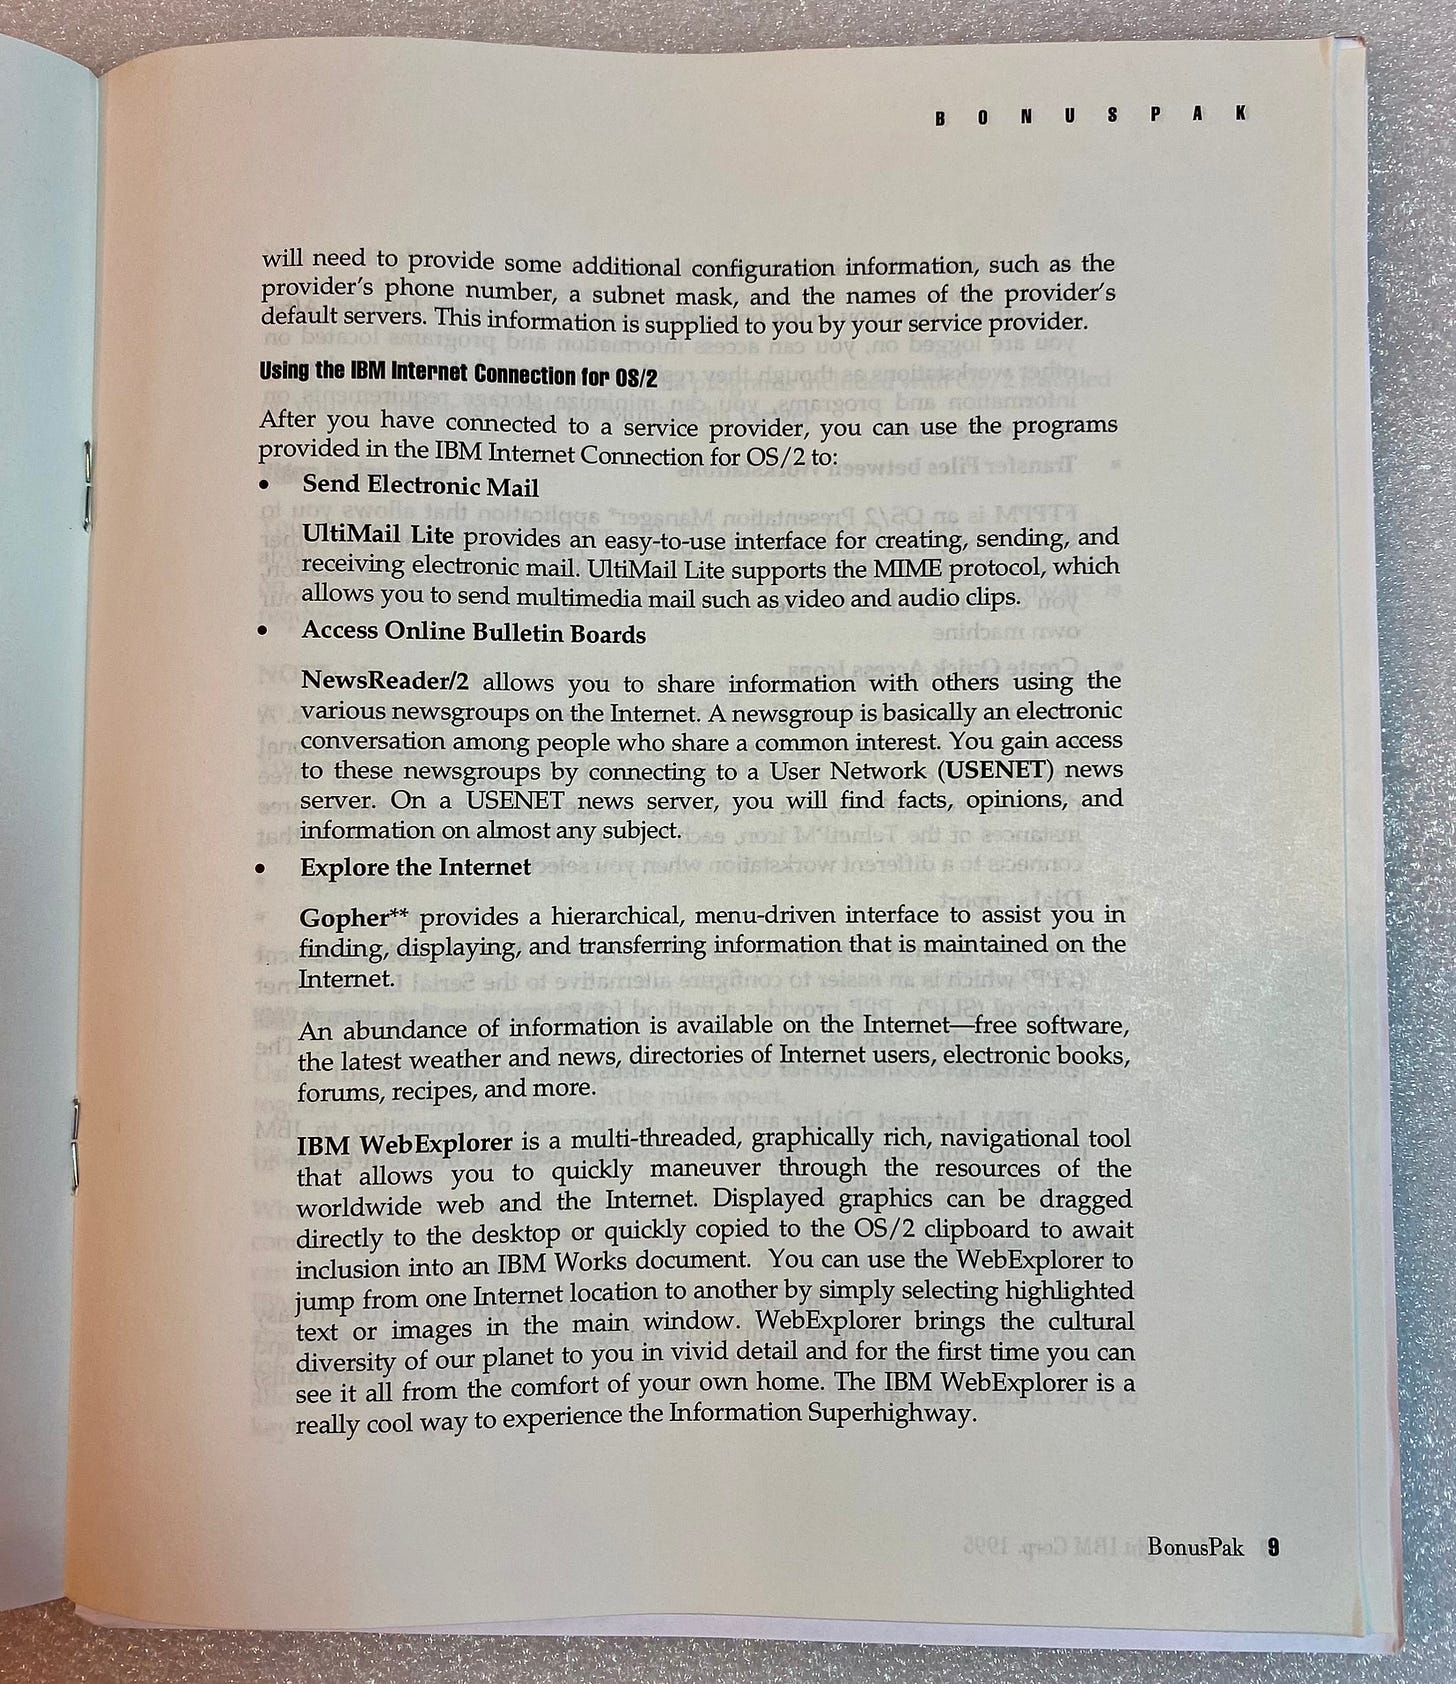 BONUSPAK
will need to provide some additional configuration information, such as the
provider's phone number, a subnet mask, and the names of the provider's
default servers. This information is supplied to you by your service provider.
Using the IBM Internet Connection for OS/2
After you have connected to a service provider, you can use the programs
provided in the IBM Internet Connection for OS/2 to:
• Send Electronic Mail
UltiMail Lite provides an easy-to-use interface for creating, sending, and
receiving electronic mail. UltiMail Lite supports the MIME protocol, which
allows you to send multimedia mail such as video and audio clips.
• Access Online Bulletin Boards
NewsReader/2 allows you to share information with others using the
various newsgroups on the Internet. A newsgroup is basically an electronic
conversation among people who share a common interest. You gain access
to these newsgroups by connecting to a User Network (USENET) news
server. On a USENET news server, you will find facts, opinions, and
information on almost any subject.
• Explore the Internet
Gopher** provides a hierarchical, menu-driven interface to assist you in
finding, displaying, and transferring information that is maintained on the
Internet.
An abundance of information is available on the Internet—free software,
the latest weather and news, directories of Internet users, electronic books,
forums, recipes, and more.
IBM WebExplorer is a multi-threaded, graphically rich, navigational tool
that allows you to quickly maneuver through the resources of the
worldwide web and the Internet. Displayed graphics can be dragged
directly to the desktop or quickly copied to the OS/2 clipboard to await
inclusion into an IBM Works document. You can use the WebExplorer to
jump from one Internet location to another by simply selecting highlighted
text or images in the main window. WebExplorer brings the cultural
diversity of our planet to you in vivid detail and for the first time you can
see it all from the comfort of your own home. The IBM WebExplorer is a
really cool way to experience the Information Superhighway.
BonusPak 9